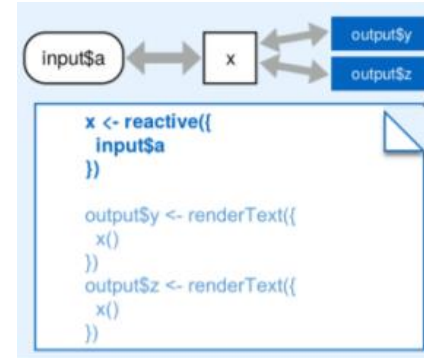 input$a
x
output$y
output$z
x <- reactive({
input$a
})
output$y <- renderText({
x()
})
output$z <- renderText({
x()
})